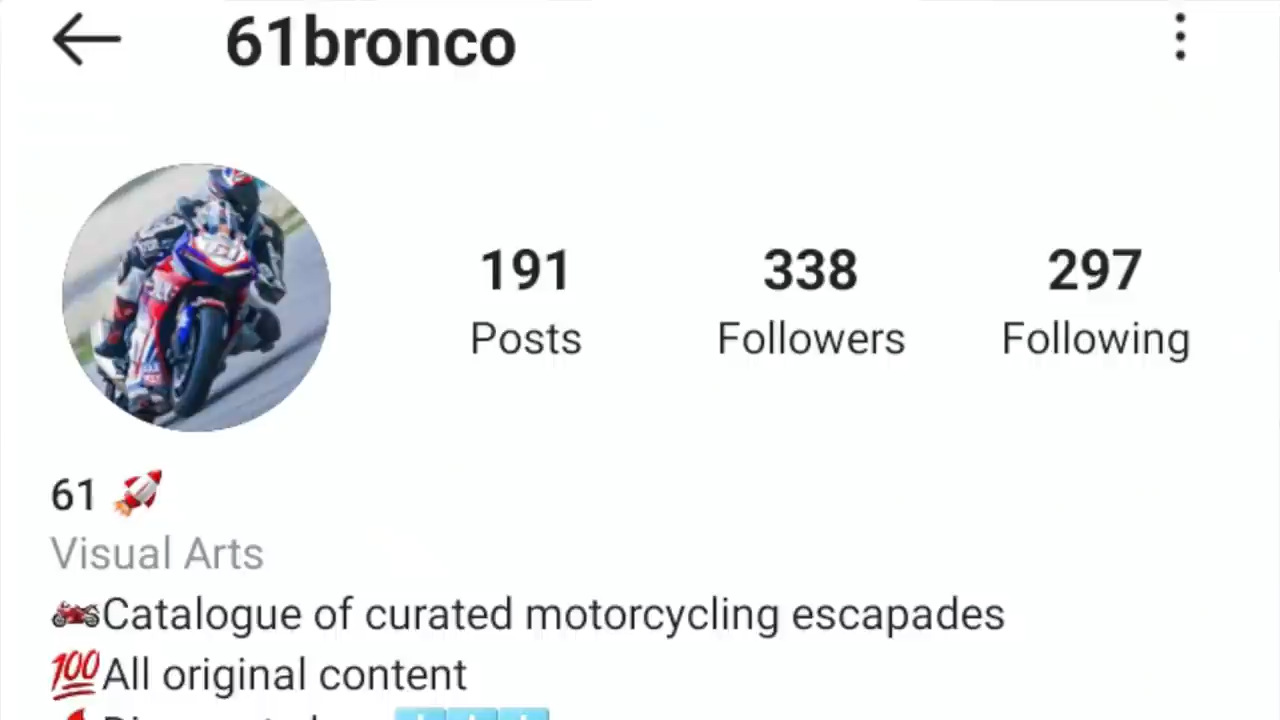 61bronco
191 338 297
Posts Followers Following
61 🚀
Visual Arts
🏍️Catalogue of curated motorcycling escapades
💯All original content